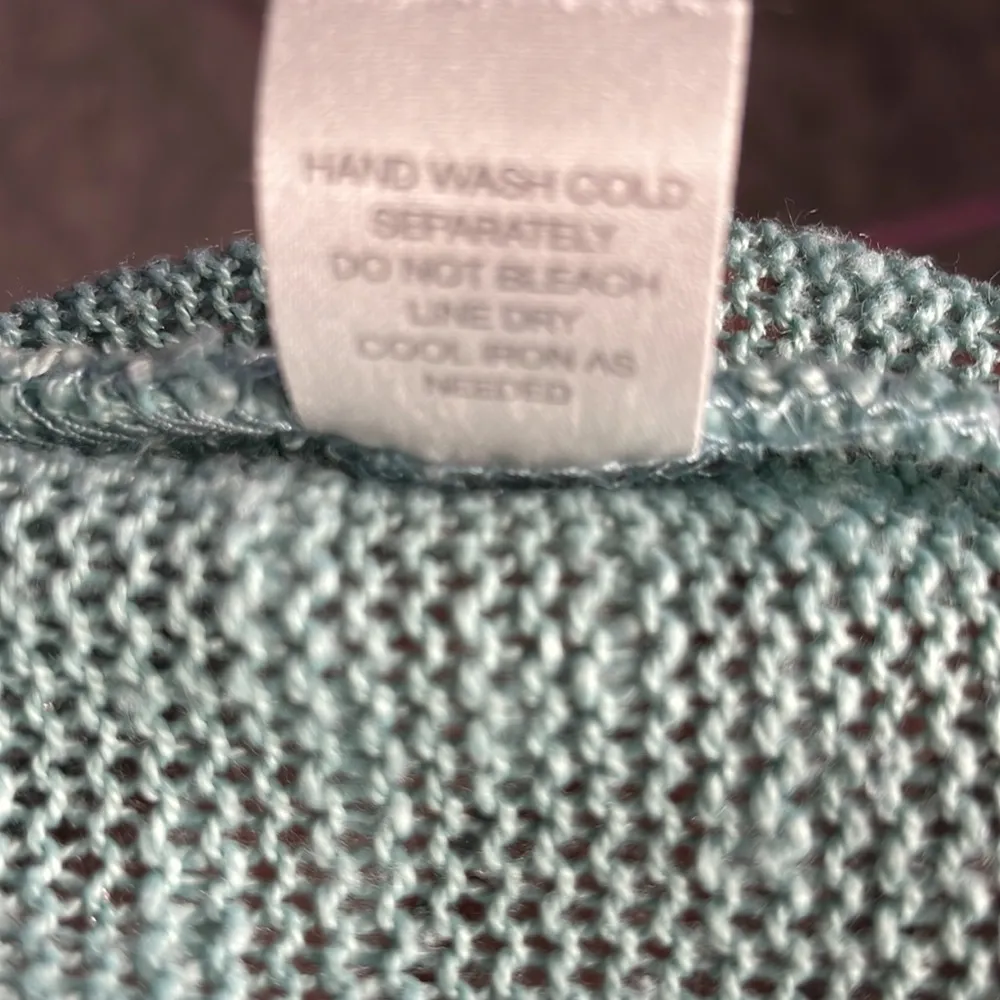 HAND WASH COLD
SEPARATELY
DO NOT BLEACH
LINE DRY
COOL IRON AS
NEEDED